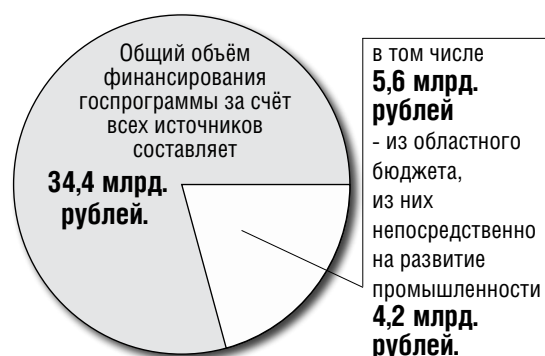 Общий объём
финансирования
госпрограммы за счёт
всех источников
составляет
34,4 млрд.
рублей.
в том числе
5,6 млрд.
рублей
- из областного
бюджета,
из них
непосредственно
на развитие
промышленности
4,2 млрд.
рублей.